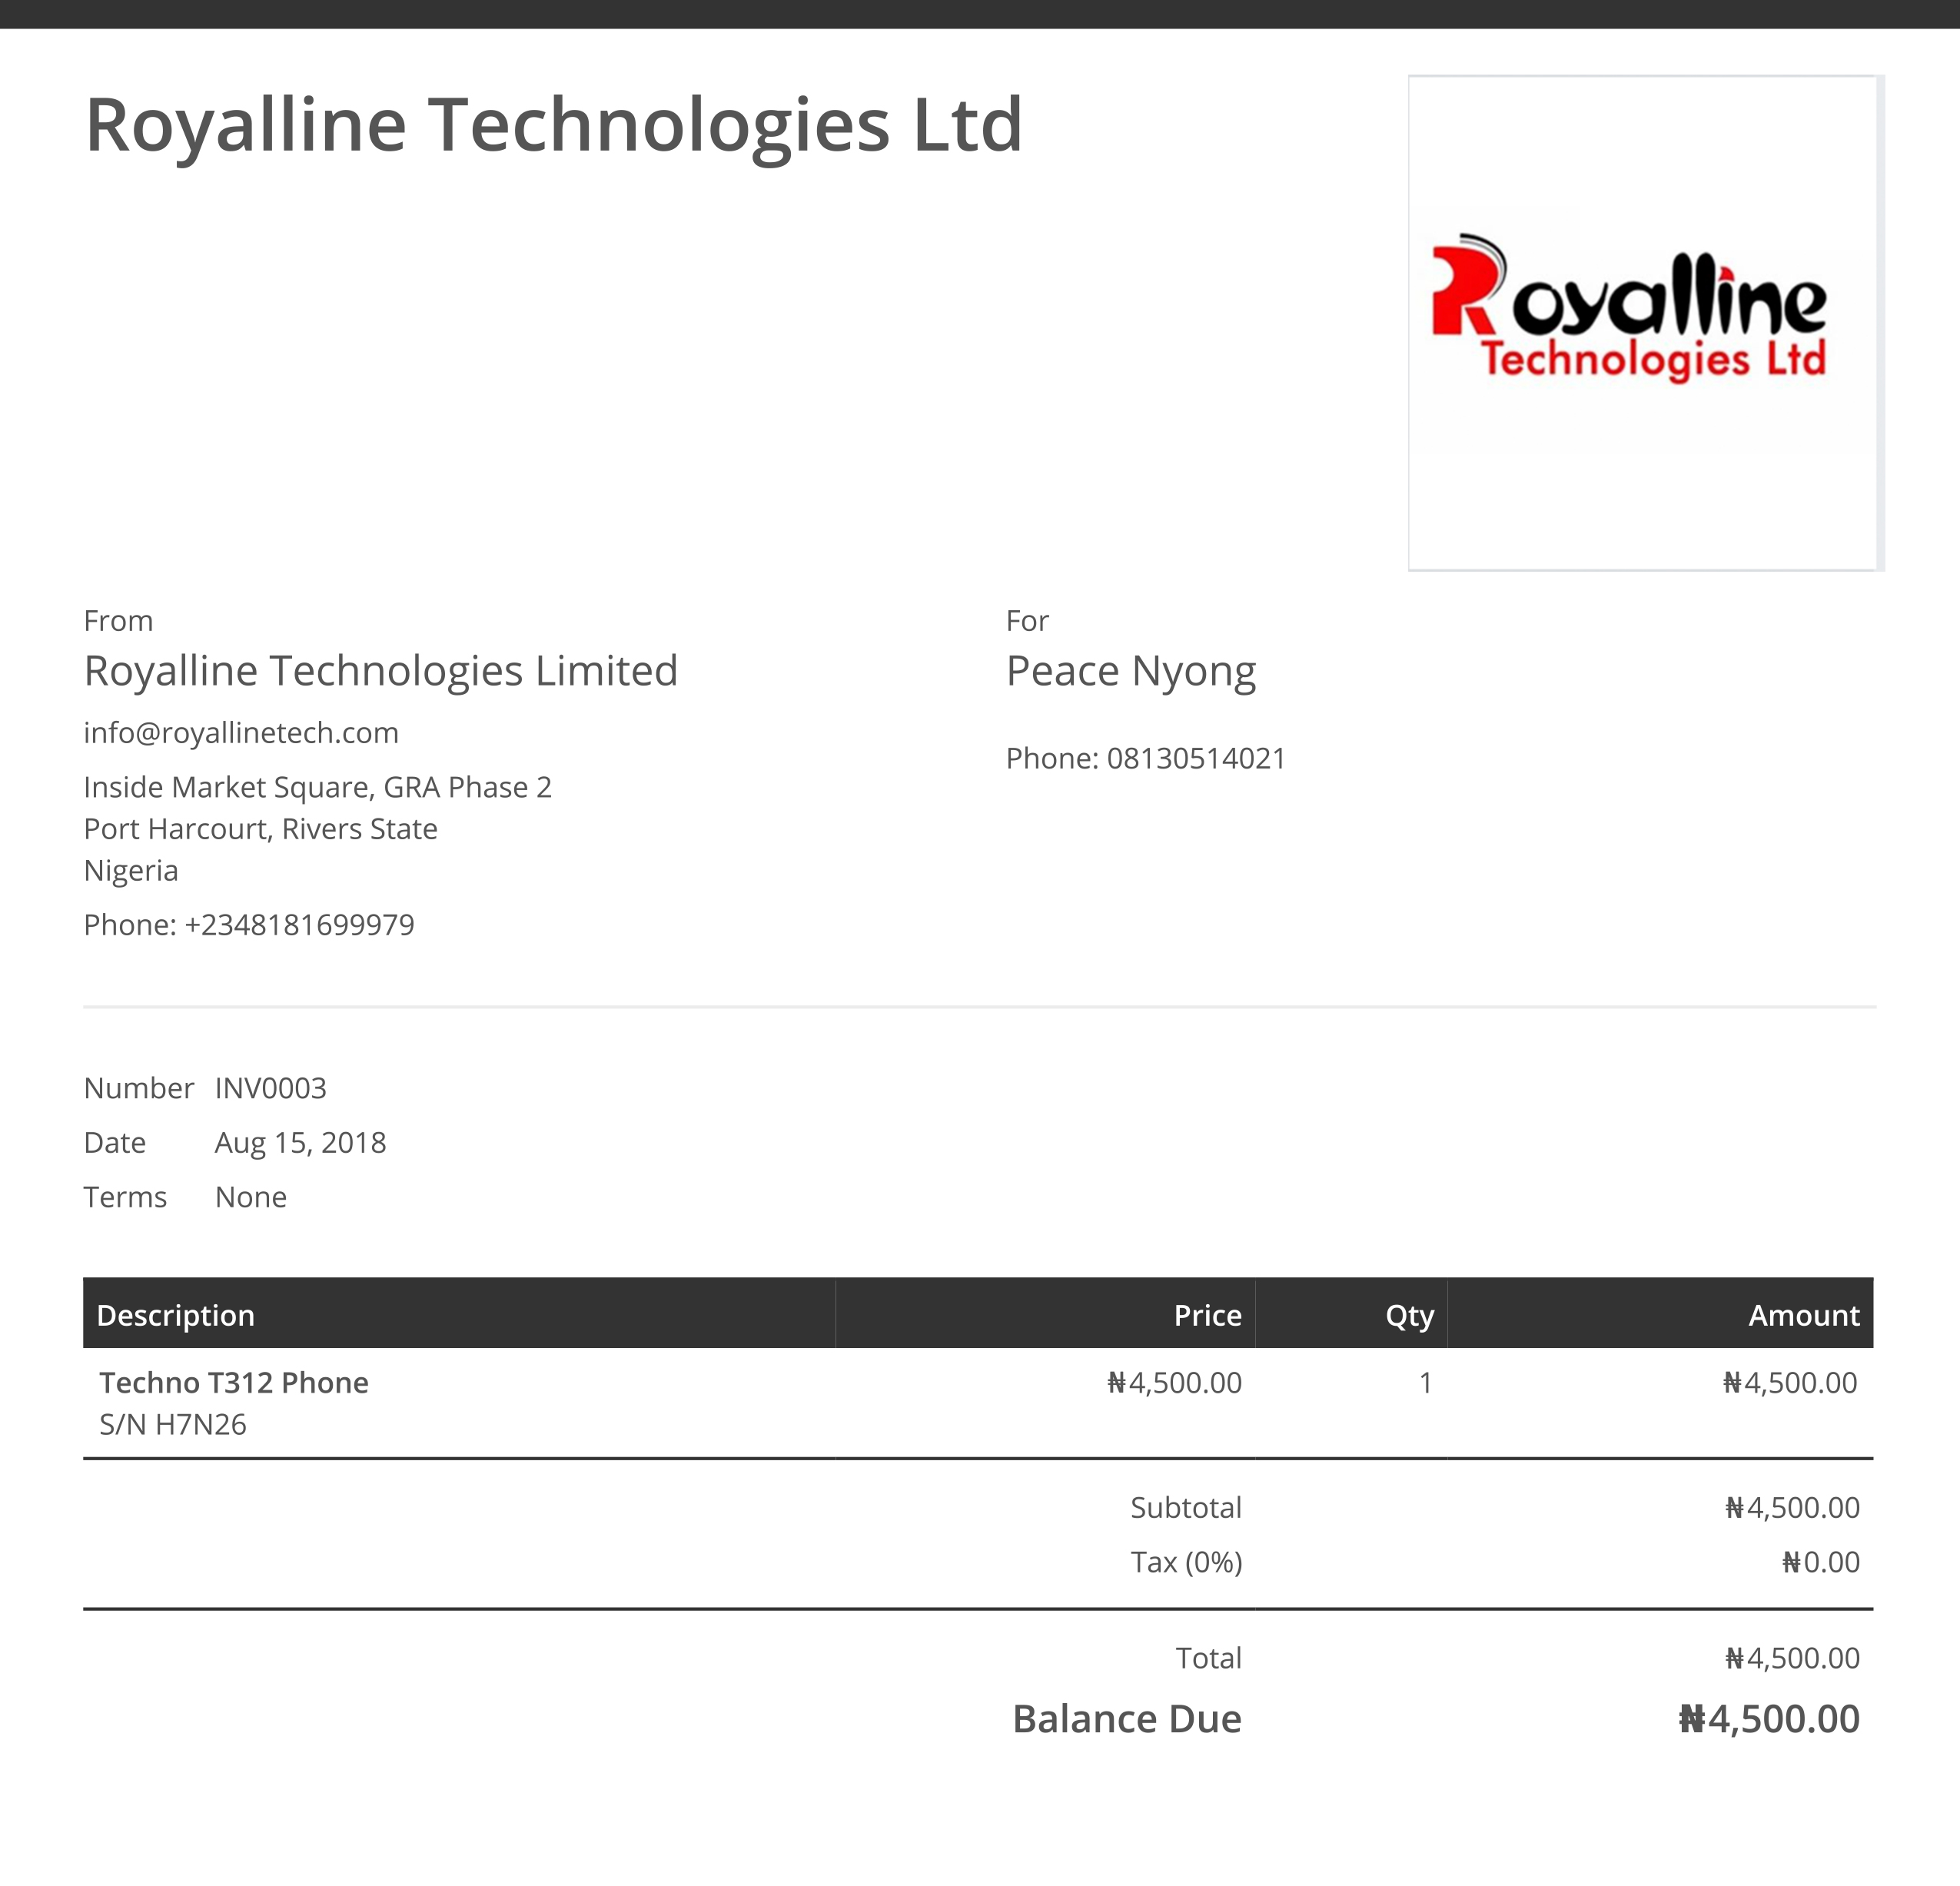 Royalline Technologies Ltd
Royalline
Technologies Ltd
From
Royalline Technologies Limited
info@royallinetech.com
Inside Market Square, GRA Phase 2
Port Harcourt, Rivers State
Nigeria
Phone: +2348181699979
For
Peace Nyong
Phone: 08130514021
Number INV0003
Date Aug 15, 2018
Terms None
Description Price Qty Amount
Techno T312 Phone ₦4,500.00 1 ₦4,500.00
S/N H7N26
Subtotal ₦4,500.00
Tax (0%) ₦0.00
Total ₦4,500.00
Balance Due ₦4,500.00